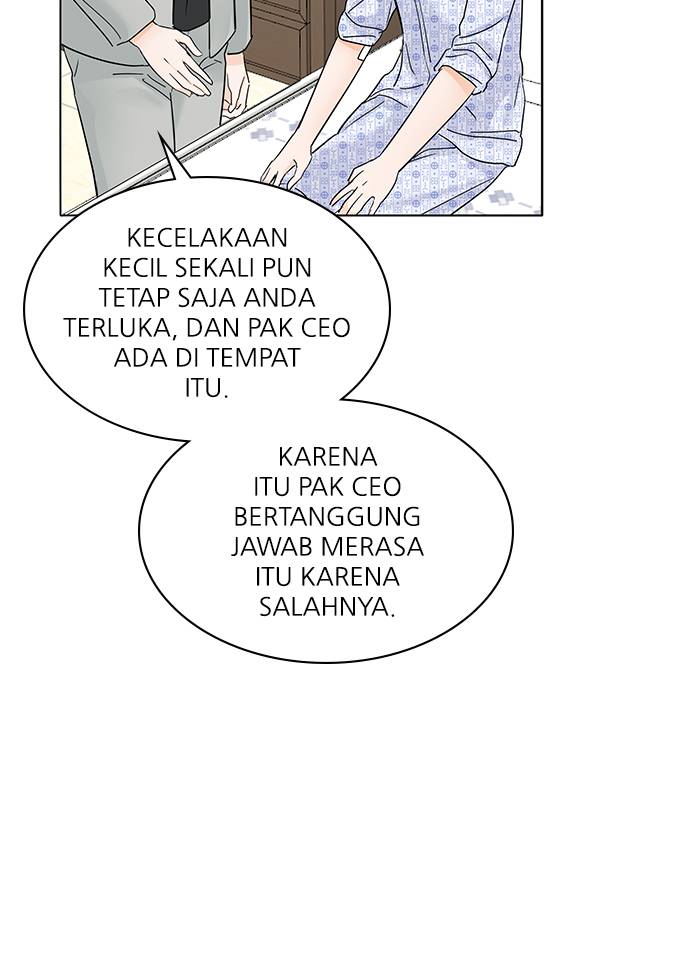 KECELAKAAN
KECIL SEKALI PUN
TETAP SAJA ANDA
TERLUKA, DAN PAK CEO
ADA DI TEMPAT
ITU.
KARENA
ITU PAK CEO
BERTANGGUNG
JAWAB MERASA
ITU KARENA
SALAHNYA.